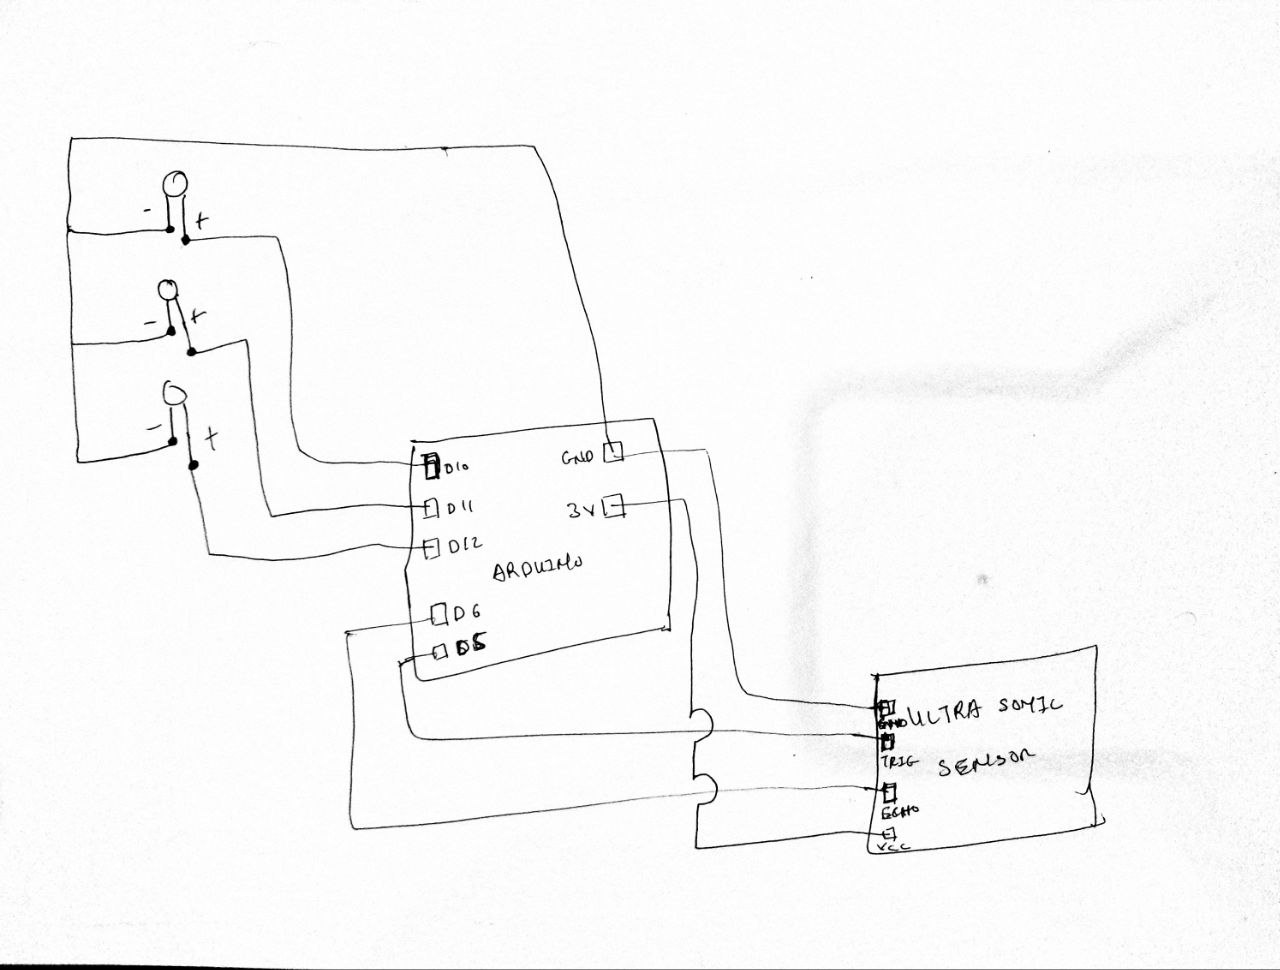 - +
- +
- +
D10
GND
D11
3V
D12
ARDUINO
D6
D5
GND
ULTRA SONIC
TRIG
SENSOR
ECHO
VCC